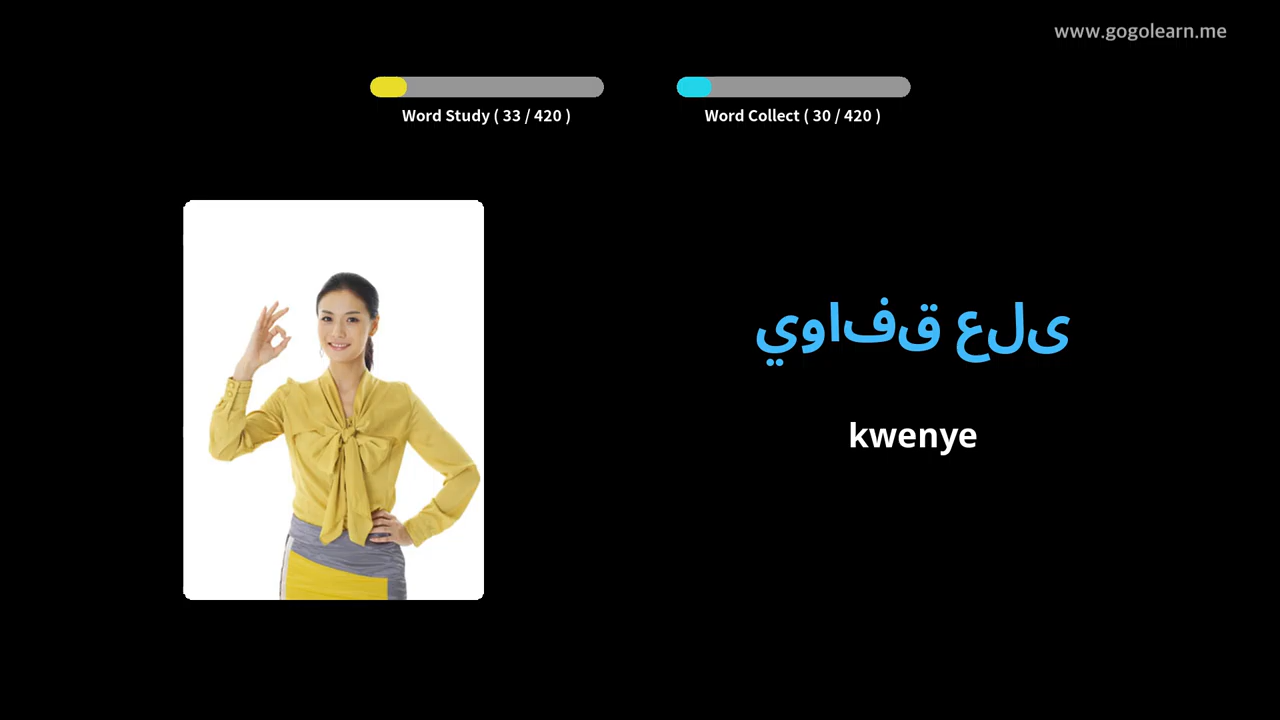 www.gogolearn.me
Word Study ( 33 / 420 )
Word Collect ( 30 / 420 )
يوافق على
kwenye